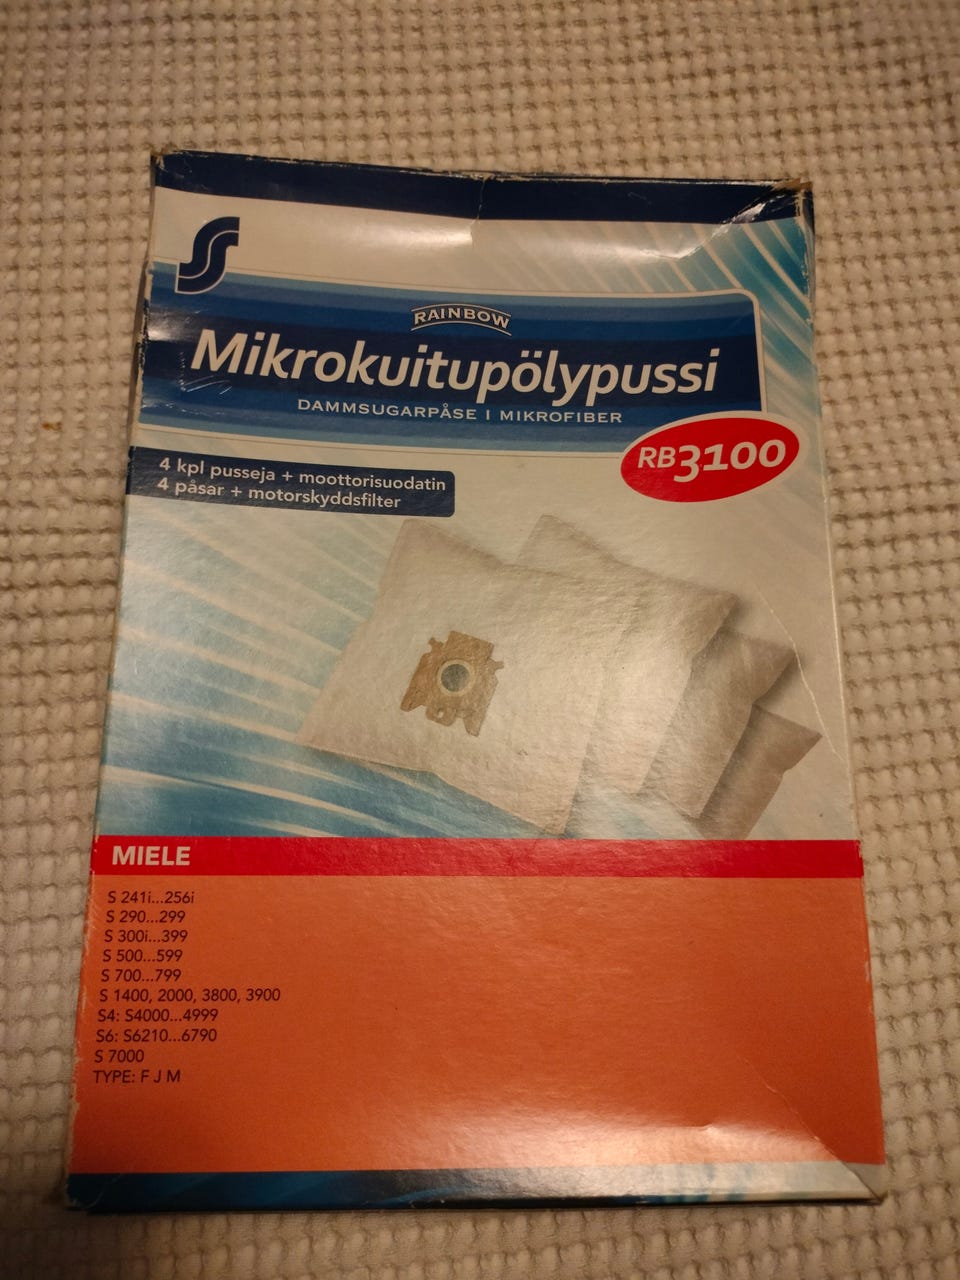 RAINBOW
Mikrokuitupölypussi
DAMMSUGARPÅSE I MIKROFIBER
RB3100
4 kpl pusseja + moottorisuodatin
4 påsar + motorskyddsfilter
MIELE
S 241i...256i
S 290...299
S 300i...399
S 500...599
S 700...799
S 1400, 2000, 3800, 3900
S4: S4000...4999
S6: S6210...6790
S 7000
TYPE: F J M